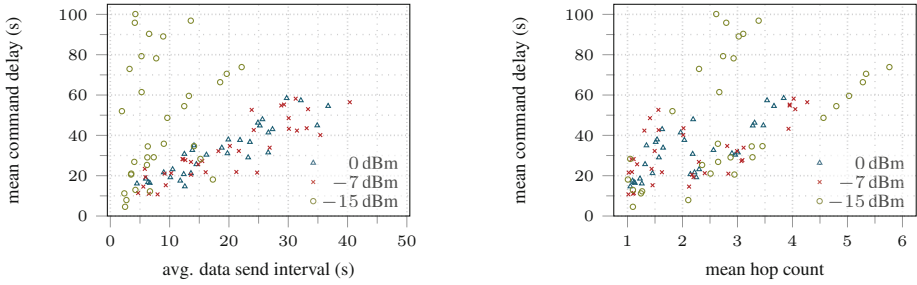 mean command delay (s)
100
80
60
40
20
0
0 dBm
−7 dBm
−15 dBm
0 10 20 30 40 50
avg. data send interval (s)
mean command delay (s)
100
80
60
40
20
0
0 dBm
−7 dBm
−15 dBm
1 2 3 4 5 6
mean hop count